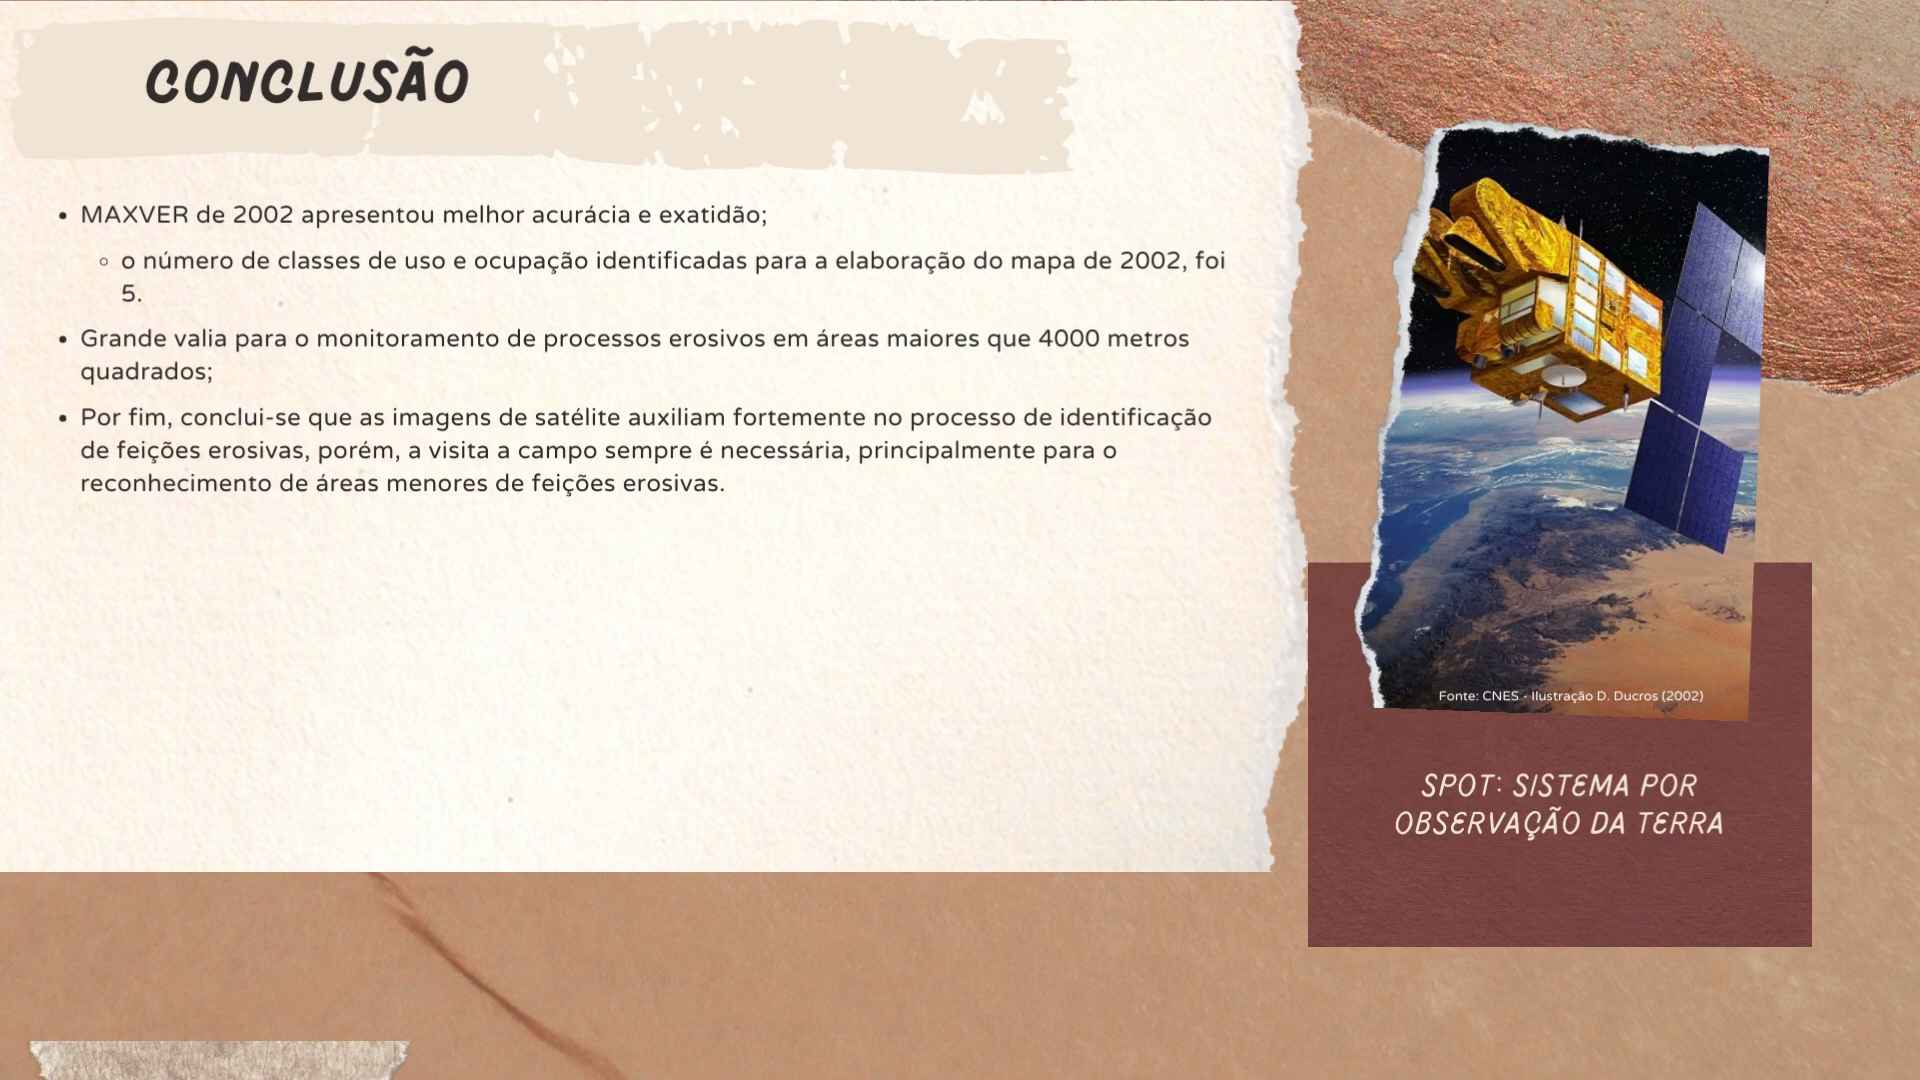 CONCLUSÃO
• MAXVER de 2002 apresentou melhor acurácia e exatidão;
◦ o número de classes de uso e ocupação identificadas para a elaboração do mapa de 2002, foi
5.
• Grande valia para o monitoramento de processos erosivos em áreas maiores que 4000 metros
quadrados;
• Por fim, conclui-se que as imagens de satélite auxiliam fortemente no processo de identificação
de feições erosivas, porém, a visita a campo sempre é necessária, principalmente para o
reconhecimento de áreas menores de feições erosivas.
Fonte: CNES - Ilustração D. Ducros (2002)
SPOT: SISTEMA POR
OBSERVAÇÃO DA TERRA